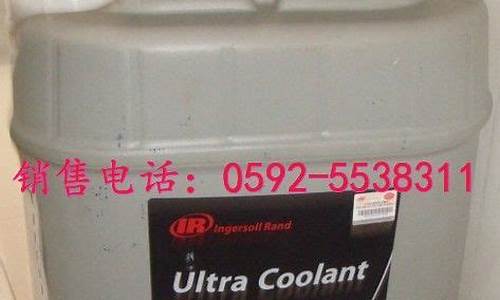 销售电话：0592-5538311
IR Ingersoll Rand
Ultra Coolant